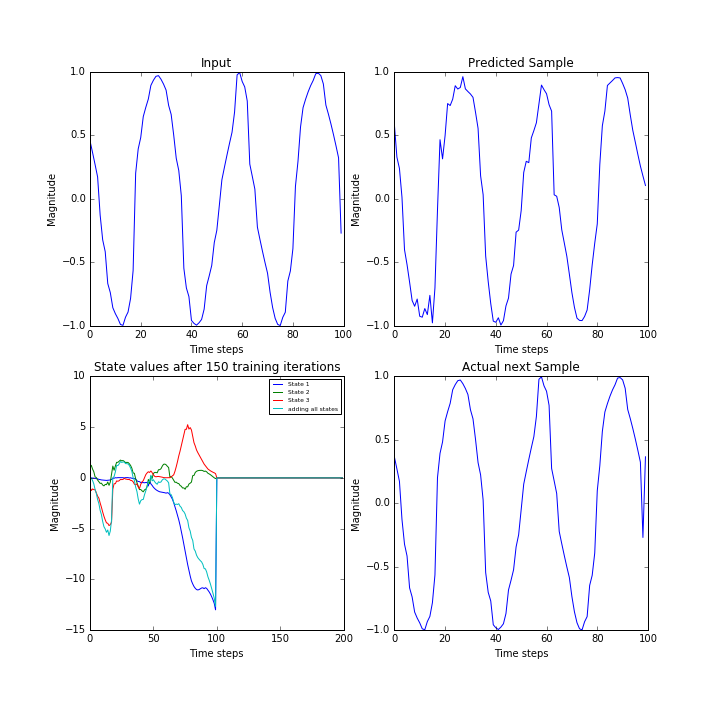 Input
1.0
0.5
0.0
−0.5
−1.0
Magnitude
0 20 40 60 80 100
Time steps
Predicted Sample
1.0
0.5
0.0
−0.5
−1.0
Magnitude
0 20 40 60 80 100
Time steps
State values after 150 training iterations
10
5
0
−5
−10
−15
Magnitude
State 1
State 2
State 3
adding all states
0 50 100 150 200
Time steps
Actual next Sample
1.0
0.5
0.0
−0.5
−1.0
Magnitude
0 20 40 60 80 100
Time steps